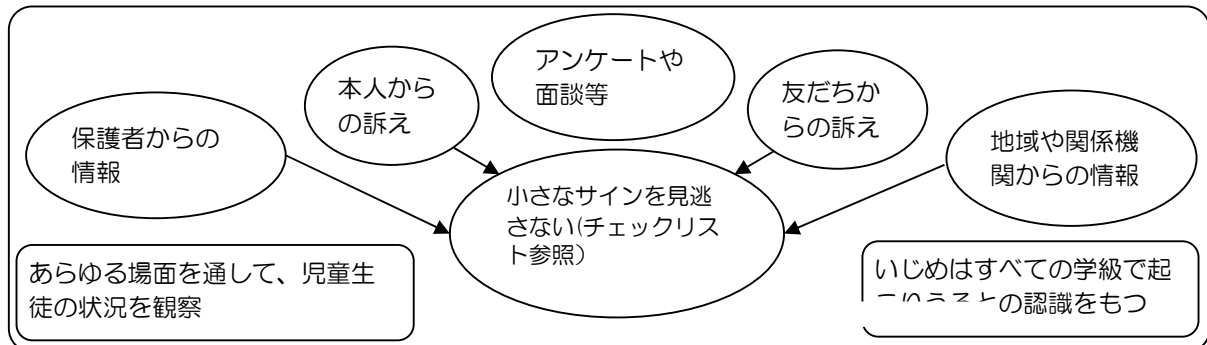 アンケートや
面談等
本人から
の訴え
友だちか
らの訴え
保護者からの
情報
地域や関係機
関からの情報
小さなサインを見逃
さない(チェックリス
ト参照）
あらゆる場面を通して、児童生
徒の状況を観察
いじめはすべての学級で起
との認識をもつ